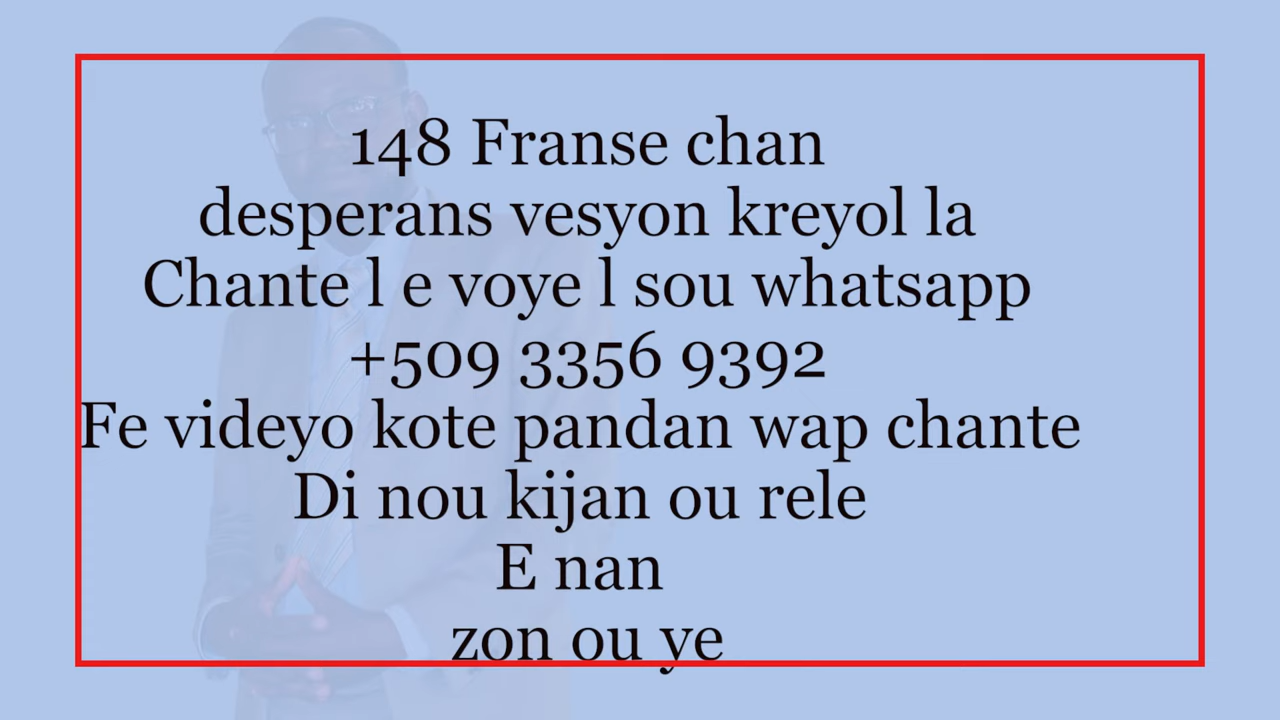 148 Franse chan
desperans vesyon kreyol la
Chante l e voye l sou whatsapp
+509 3356 9392
Fe videyo kote pandan wap chante
Di nou kijan ou rele
E nan
zon ou ye